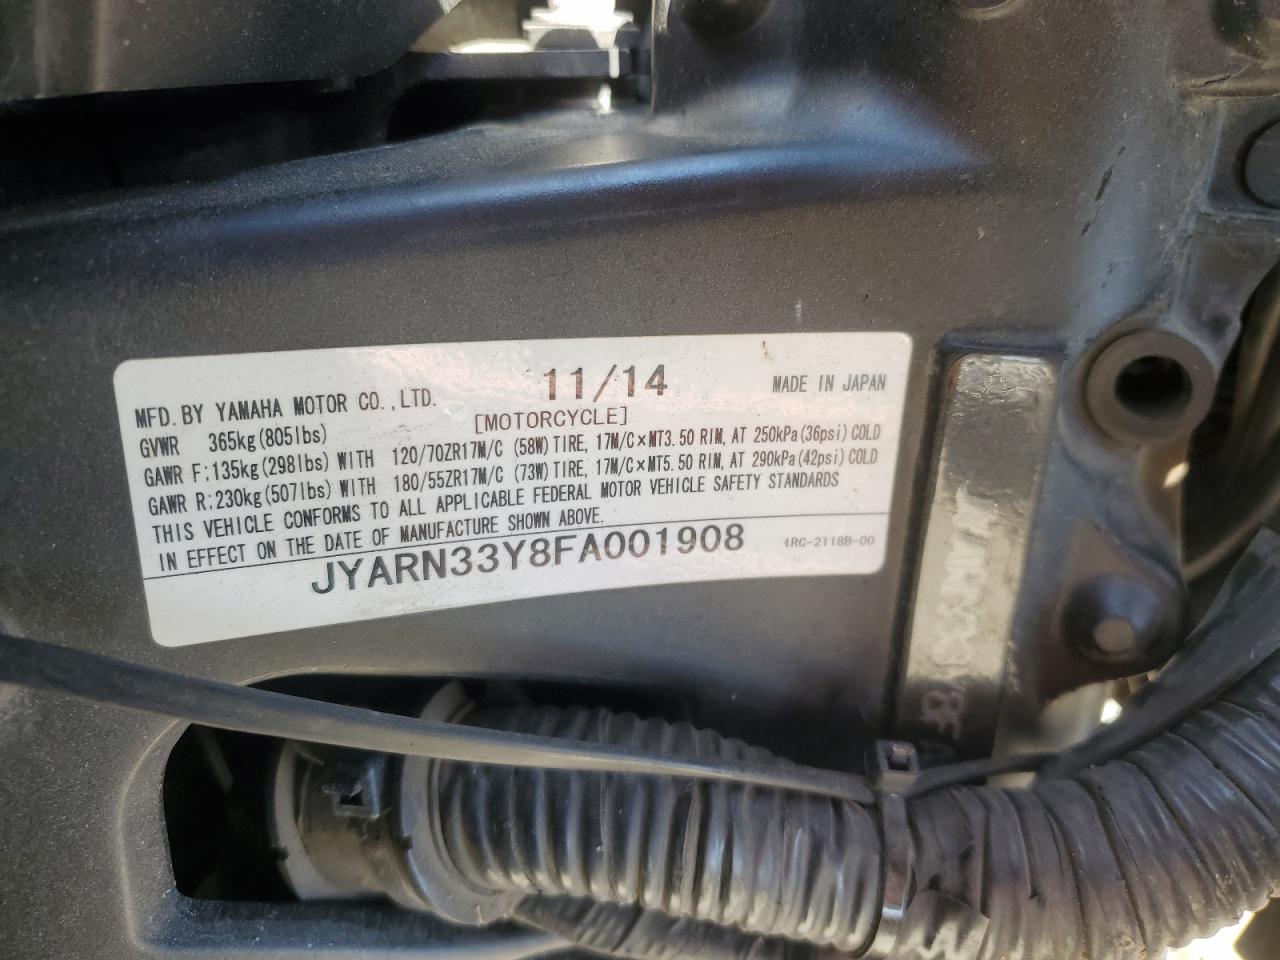 MFD. BY YAMAHA MOTOR CO., LTD. 11/14 MADE IN JAPAN
[MOTORCYCLE]
GVWR 365kg(805lbs)
GAWR F:135kg(298lbs) WITH 120/70ZR17M/C (58W) TIRE, 17M/C×MT3.50 RIM, AT 250kPa(36psi) COLD
GAWR R:230kg(507lbs) WITH 180/55ZR17M/C (73W) TIRE, 17M/C×MT5.50 RIM, AT 290kPa(42psi) COLD
THIS VEHICLE CONFORMS TO ALL APPLICABLE FEDERAL MOTOR VEHICLE SAFETY STANDARDS
IN EFFECT ON THE DATE OF MANUFACTURE SHOWN ABOVE.
JYARN33Y8FA001908 1RC-2118B-00